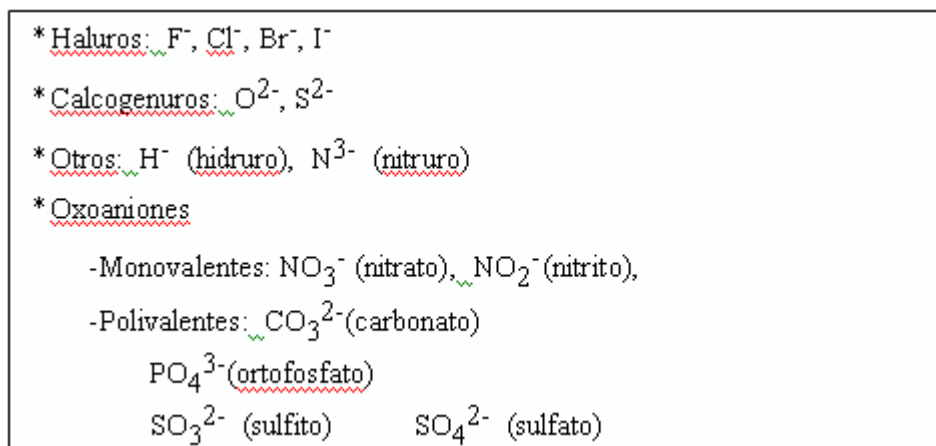 * Haluros: F⁻, Cl⁻, Br⁻, I⁻
* Calcogenuros: O²⁻, S²⁻
* Otros: H⁻ (hidruro), N³⁻ (nitruro)
* Oxoaniones
-Monovalentes: NO₃⁻ (nitrato), NO₂⁻ (nitrito),
-Polivalentes: CO₃²⁻(carbonato)
PO₄³⁻(ortofosfato)
SO₃²⁻ (sulfito) SO₄²⁻ (sulfato)